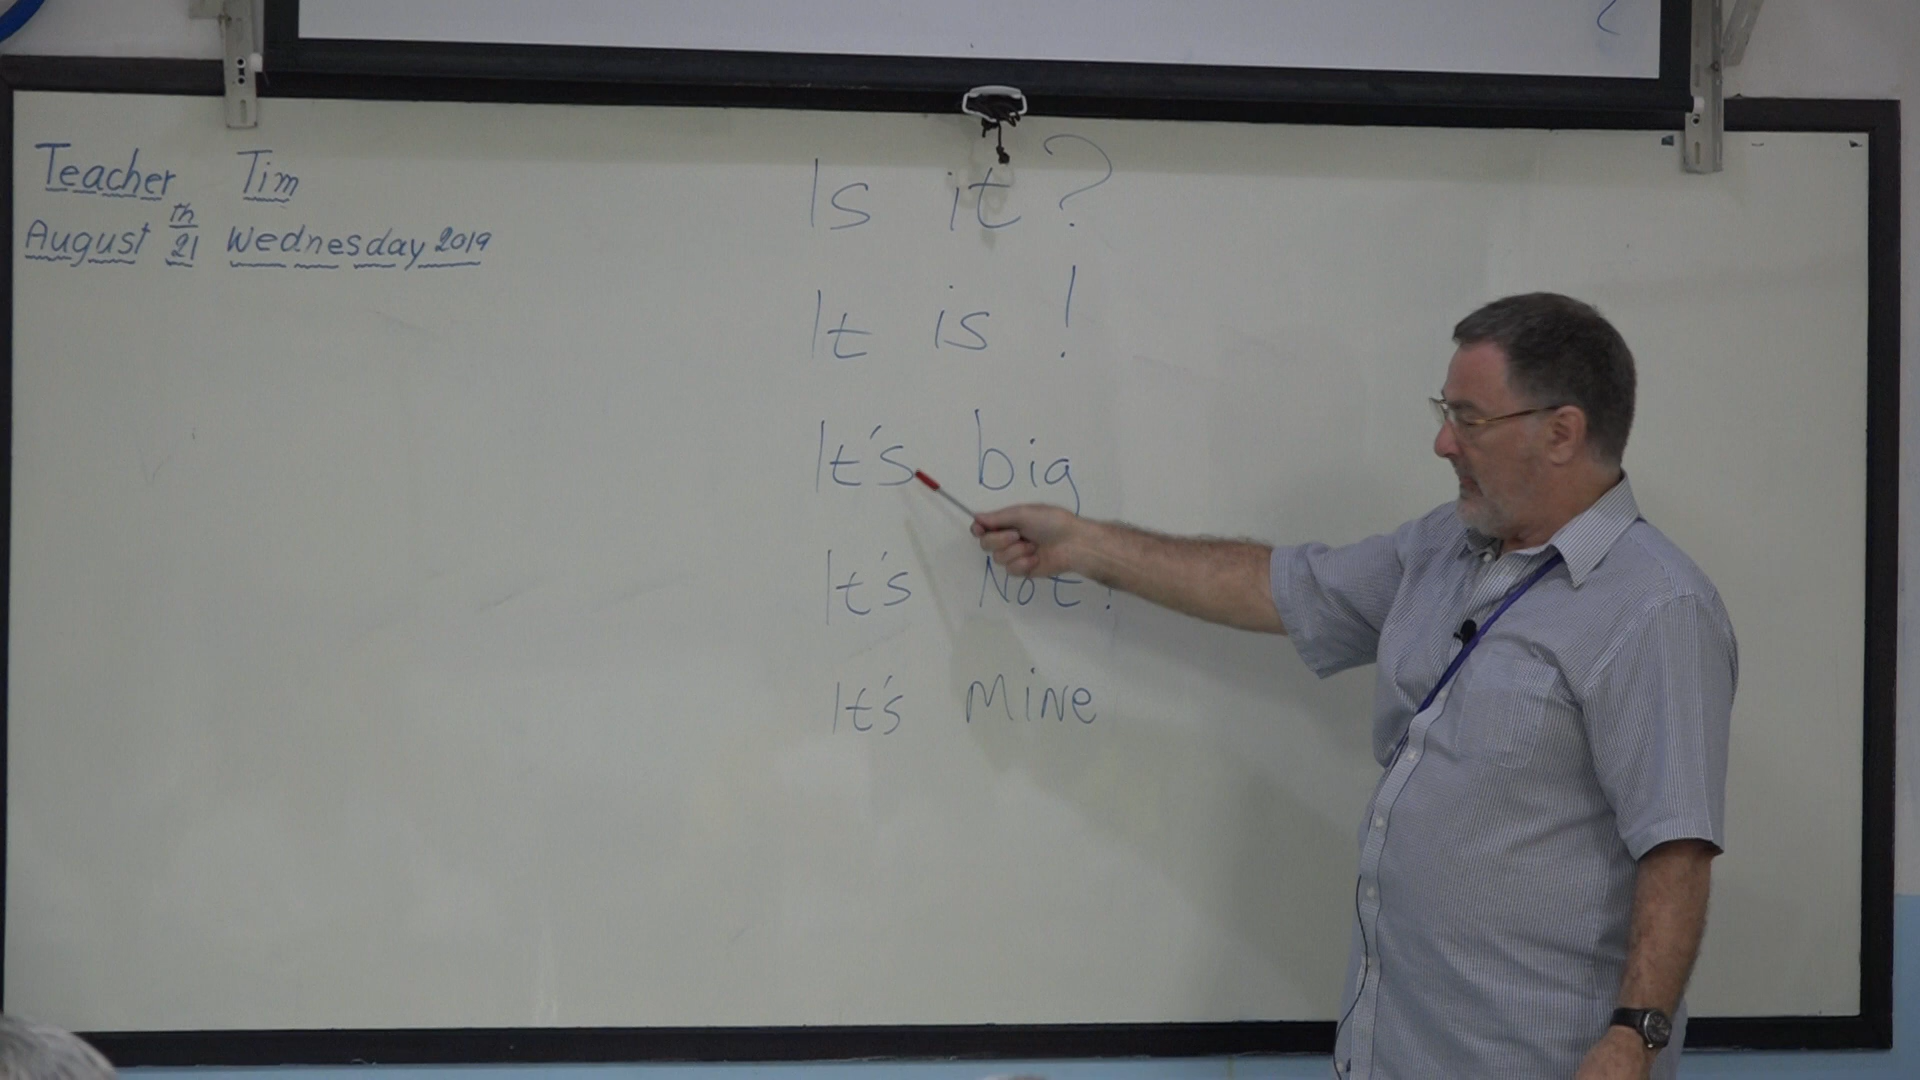 Teacher Tim
August 21th Wednesday 2019
Is it?
It is!
It's big
It's Not!
It's Mine